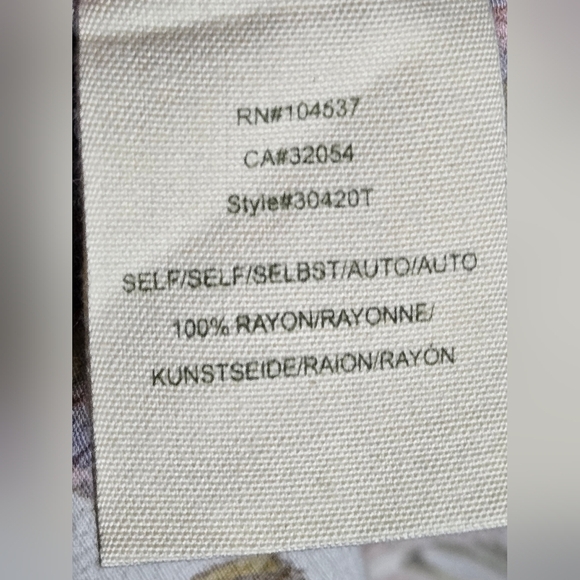 RN#104537
CA#32054
Style#30420T
SELF/SELF/SELBST/AUTO/AUTO
100% RAYON/RAYONNE/
KUNSTSEIDE/RAION/RAYÓN